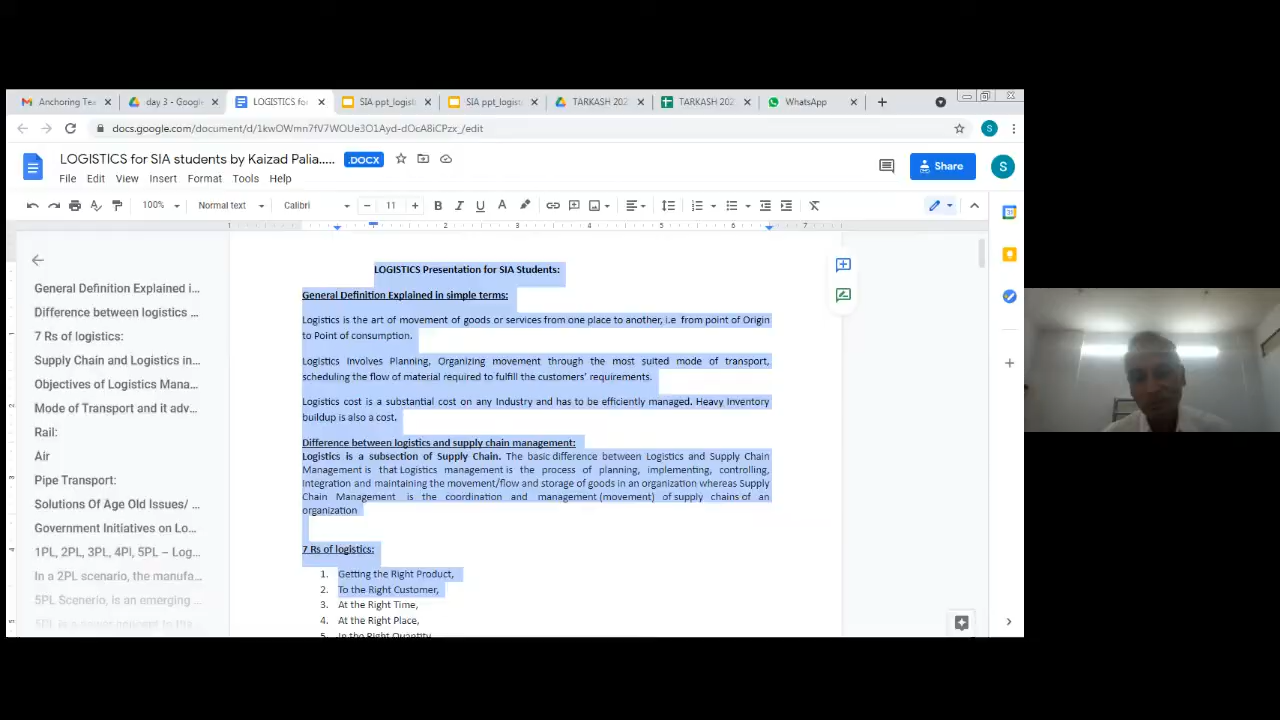 Anchoring Tea
day 3 - Google
LOGISTICS for
SIA ppt_logist
SIA ppt_logist
TARKASH 202
TARKASH 202
WhatsApp
docs.google.com/document/d/1kwOWmn7fV7WOUe3O1Ayd-dOcA8iCPzx_/edit
LOGISTICS for SIA students by Kaizad Palia.....
.DOCX
File Edit View Insert Format Tools Help
Share
S
100% Normal text Calibri 11
General Definition Explained i...
Difference between logistics ...
7 Rs of logistics:
Supply Chain and Logistics in...
Objectives of Logistics Mana...
Mode of Transport and it adv...
Rail:
Air
Pipe Transport:
Solutions Of Age Old Issues/ ...
Government Initiatives on Lo...
1PL, 2PL, 3PL, 4Pl, 5PL – Log...
In a 2PL scenario, the manufa...
5PL Scenerio, is an emerging ...
LOGISTICS Presentation for SIA Students:
General Definition Explained in simple terms:
Logistics is the art of movement of goods or services from one place to another, i.e from point of Origin
to Point of consumption.
Logistics Involves Planning, Organizing movement through the most suited mode of transport,
scheduling the flow of material required to fulfill the customers' requirements.
Logistics cost is a substantial cost on any Industry and has to be efficiently managed. Heavy Inventory
buildup is also a cost.
Difference between logistics and supply chain management:
Logistics is a subsection of Supply Chain. The basic difference between Logistics and Supply Chain
Management is that Logistics management is the process of planning, implementing, controlling,
Integration and maintaining the movement/flow and storage of goods in an organization whereas Supply
Chain Management is the coordination and management (movement) of supply chains of an
organization
7 Rs of logistics:
1. Getting the Right Product,
2. To the Right Customer,
3. At the Right Time,
4. At the Right Place,
5. In the Right Quantity